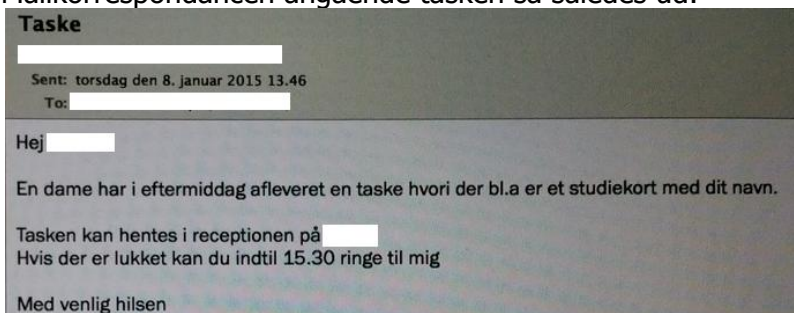 Mailkorrespondancen angående tasken så således ud:
Taske
Sent: torsdag den 8. januar 2015 13.46
To:
Hej
En dame har i eftermiddag afleveret en taske hvori der bl.a er et studiekort med dit navn.
Tasken kan hentes i receptionen på
Hvis der er lukket kan du indtil 15.30 ringe til mig
Med venlig hilsen